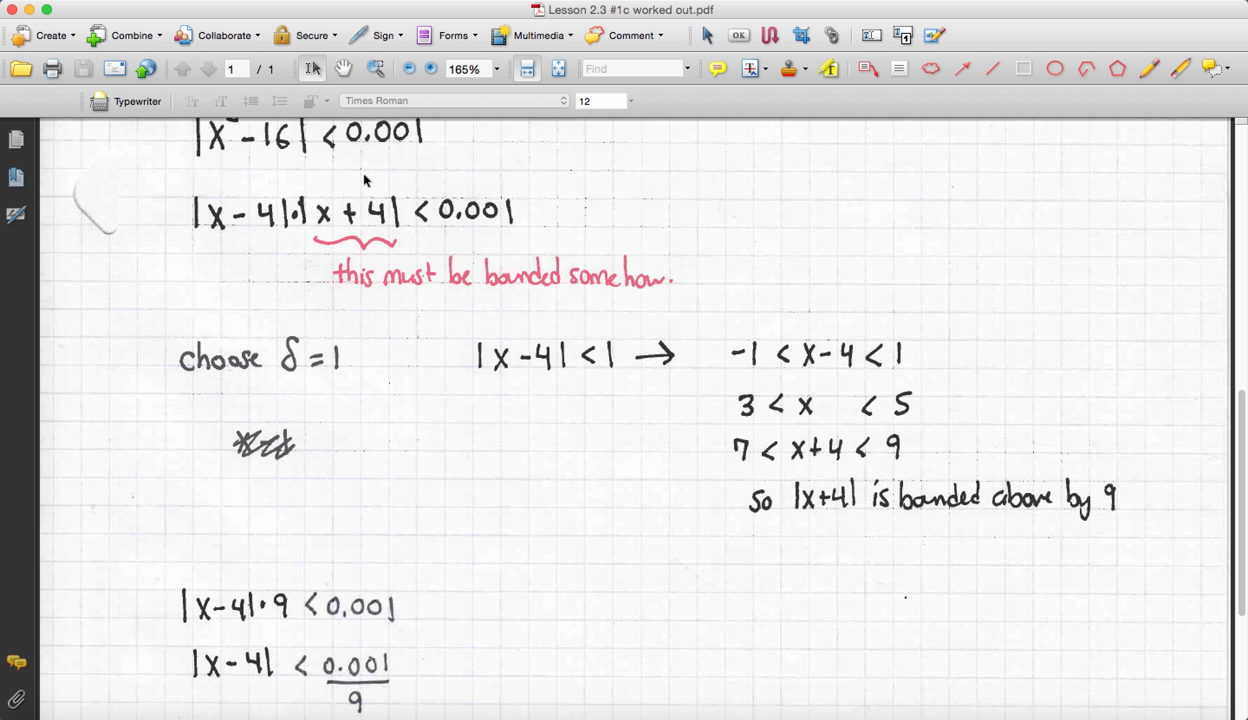 Lesson 2.3 #1c worked out.pdf
Create Combine Collaborate Secure Sign Forms Multimedia Comment OK
1 / 1 165% Find
Typewriter Tr Tr T Times Roman 12
|x² - 16| < 0.001
|x - 4|·|x + 4| < 0.001
this must be bounded somehow.
choose δ = 1 |x - 4| < 1 → -1 < x - 4 < 1
3 < x < 5
7 < x + 4 < 9
so |x+4| is bounded above by 9
|x - 4|·9 < 0.001
|x - 4| < 0.001
9